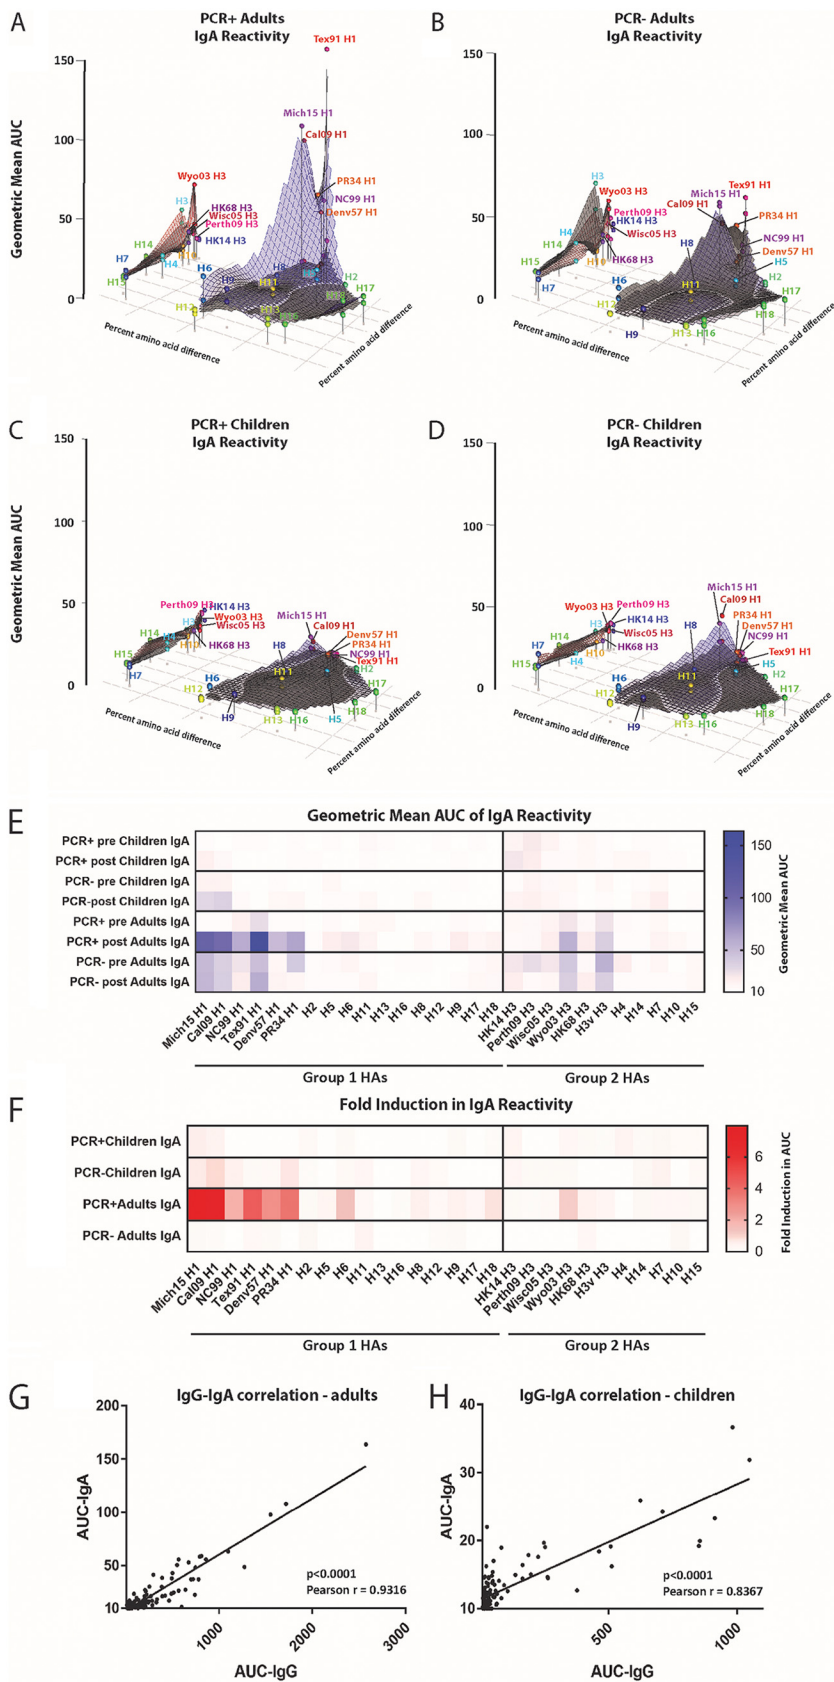 A
PCR+ Adults
IgA Reactivity
Tex91 H1
150
Mich15 H1
Cal09 H1
100
Geometric Mean AUC
Wyo03 H3
PR34 H1
H3
NC99 H1
HK68 H3
Wisc05 H3
Denv57 H1
50
Perth09 H3
H14
HK14 H3
H10
H7
H4
H6
H8
H5
H15
H9
H11
H2
H17
0
H12
H13
H16
H18
Percent amino acid difference
Percent amino acid difference
B
PCR- Adults
IgA Reactivity
150
100
H3
Wyo03 H3
Mich15 H1
Tex91 H1
Cal09 H1
Perth09 H3
PR34 H1
50
H4
HK14 H3
H14
Wisc05 H3
H8
NC99 H1
H15
H10
HK68 H3
Denv57 H1
H7
H6
H5
H11
H2
0
H12
H17
H9
H13
H16
H18
Percent amino acid difference
Percent amino acid difference
C
PCR+ Children
IgA Reactivity
150
100
Geometric Mean AUC
50
Perth09 H3
HK14 H3
Wyo03 H3
Mich15 H1
Cal09 H1
H3
Wisc05 H3
H14
H4
H10
HK68 H3
H8
Denv57 H1
PR34 H1
NC99 H1
H15
H7
Tex91 H1
H11
H2
0
H12
H6
H17
H9
H13
H16
H5
H18
Percent amino acid difference
Percent amino acid difference
D
PCR- Children
IgA Reactivity
150
100
50
Mich15 H1
Wyo03 H3
Perth09 H3
Cal09 H1
H3
HK14 H3
PR34 H1
H14
Wisc05 H3
Denv57 H1
H7
H8
NC99 H1
H15
H4
H10
HK68 H3
Tex91 H1
H5
H6
H11
H2
0
H12
H17
H9
H13
H16
H18
Percent amino acid difference
Percent amino acid difference
E
Geometric Mean AUC of IgA Reactivity
PCR+ pre Children IgA
PCR+ post Children IgA
PCR- pre Children IgA
PCR-post Children IgA
PCR+ pre Adults IgA
PCR+ post Adults IgA
PCR- pre Adults IgA
PCR- post Adults IgA
150
100
50
10
Geometric Mean AUC
Mich15 H1
Cal09 H1
NC99 H1
Tex91 H1
Denv57 H1
PR34 H1
H2
H5
H6
H11
H13
H16
H8
H12
H9
H17
H18
HK14 H3
Perth09 H3
Wisc05 H3
Wyo03 H3
HK68 H3
H3v H3
H4
H14
H7
H10
H15
Group 1 HAs
Group 2 HAs
F
Fold Induction in IgA Reactivity
PCR+Children IgA
PCR-Children IgA
PCR+Adults IgA
PCR- Adults IgA
6
4
2
0
Fold Induction in AUC
Mich15 H1
Cal09 H1
NC99 H1
Tex91 H1
Denv57 H1
PR34 H1
H2
H5
H6
H11
H13
H16
H8
H12
H9
H17
H18
HK14 H3
Perth09 H3
Wisc05 H3
Wyo03 H3
HK68 H3
H3v H3
H4
H14
H7
H10
H15
Group 1 HAs
Group 2 HAs
G
IgG-IgA correlation - adults
200
150
100
50
10
AUC-IgA
p<0.0001
Pearson r = 0.9316
1000
2000
3000
AUC-IgG
H
IgG-IgA correlation - children
40
30
20
10
AUC-IgA
p<0.0001
Pearson r = 0.8367
500
1000
AUC-IgG